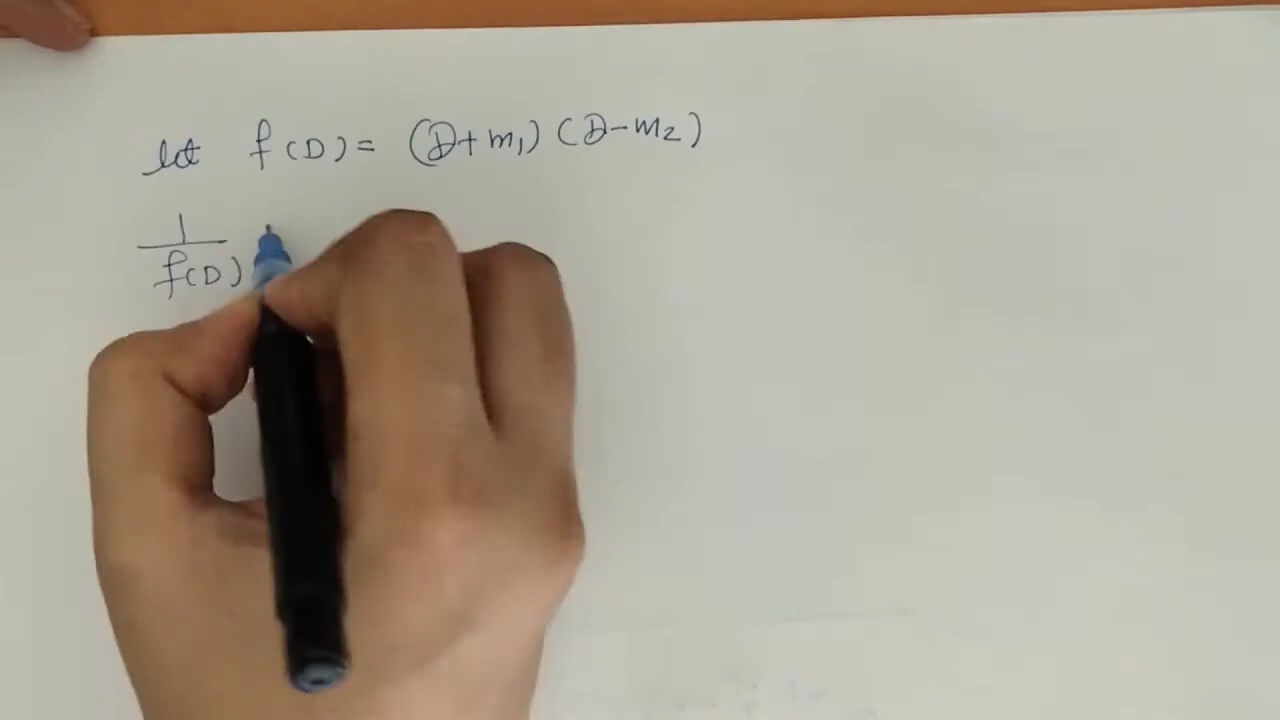 let f(D) = (D+m₁) (D-m₂)
1/f(D)